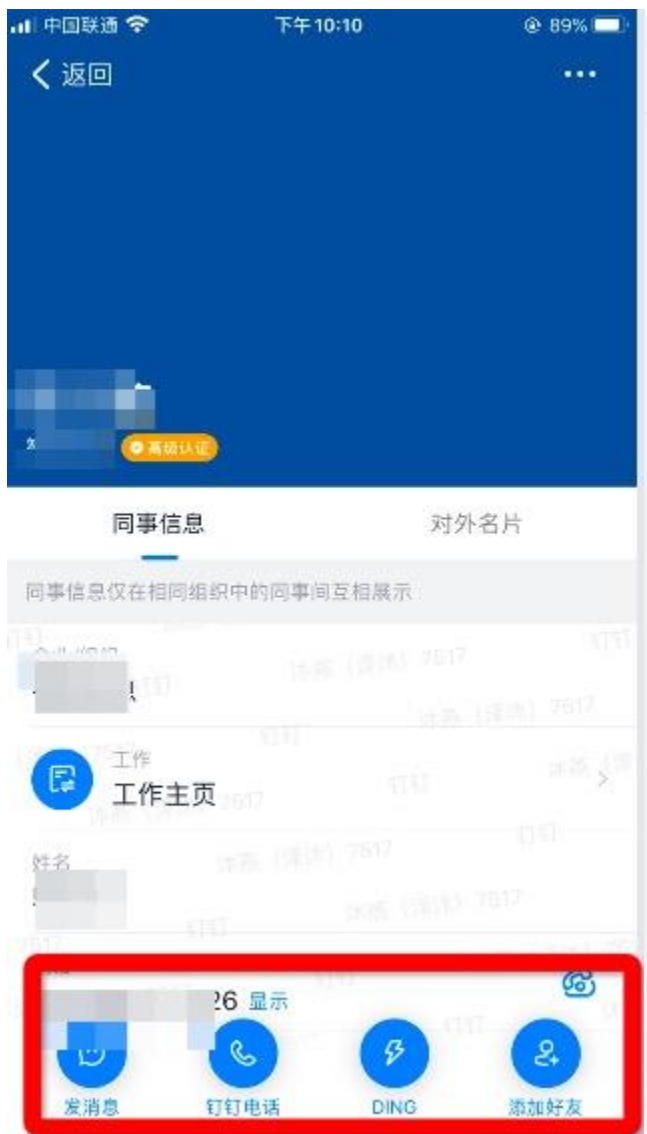 中国联通 下午10:10 89%
返回
高级认证
同事信息 对外名片
同事信息仅在相同组织中的同事间互相展示
工作
工作主页
姓名
26 显示
发消息 钉钉电话 DING 添加好友